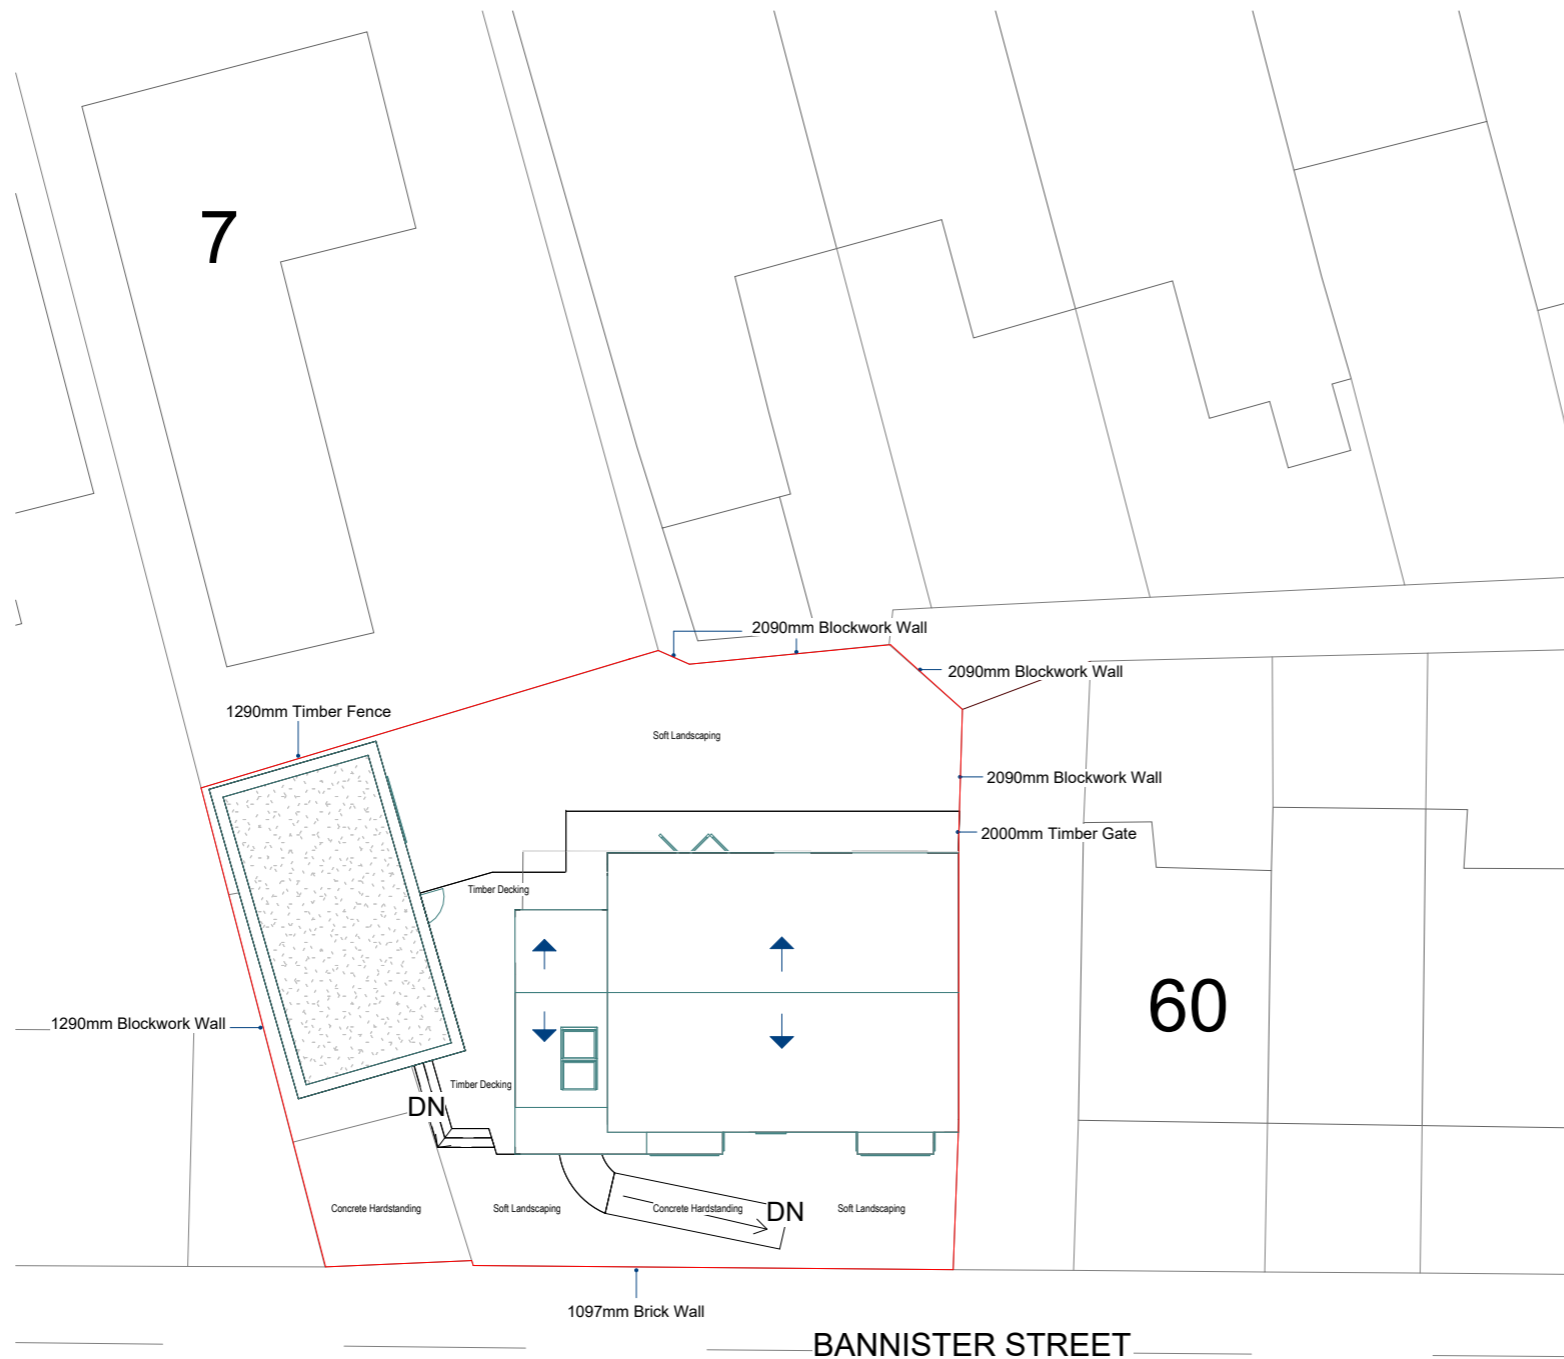 7
2090mm Blockwork Wall
2090mm Blockwork Wall
1290mm Timber Fence
Soft Landscaping
2090mm Blockwork Wall
2000mm Timber Gate
Timber Decking
60
1290mm Blockwork Wall
Timber Decking
DN
Concrete Hardstanding
Soft Landscaping
Concrete Hardstanding
DN
Soft Landscaping
1097mm Brick Wall
BANNISTER STREET